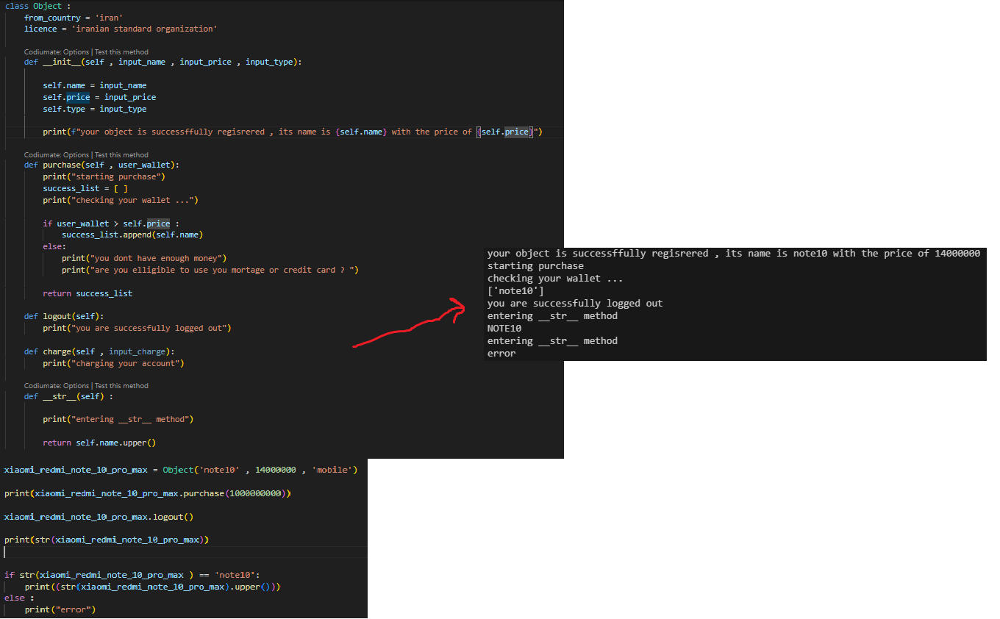 class Object :
from_country = 'iran'
licence = 'iranian standard organization'
Codiumate: Options | Test this method
def __init__(self , input_name , input_price , input_type):
self.name = input_name
self.price = input_price
self.type = input_type
print(f"your object is successffully regisrered , its name is {self.name} with the price of {self.price}")
Codiumate: Options | Test this method
def purchase(self , user_wallet):
print("starting purchase")
success_list = [ ]
print("checking your wallet ...")
if user_wallet > self.price :
success_list.append(self.name)
else:
print("you dont have enough money")
print("are you elligible to use you mortage or credit card ? ")
return success_list
def logout(self):
print("you are successfully logged out")
def charge(self , input_charge):
print("charging your account")
Codiumate: Options | Test this method
def __str__(self) :
print("entering __str__ method")
return self.name.upper()
xiaomi_redmi_note_10_pro_max = Object('note10' , 14000000 , 'mobile')
print(xiaomi_redmi_note_10_pro_max.purchase(1000000000))
xiaomi_redmi_note_10_pro_max.logout()
print(str(xiaomi_redmi_note_10_pro_max))
if str(xiaomi_redmi_note_10_pro_max ) == "note10":
print((str(xiaomi_redmi_note_10_pro_max).upper()))
else :
print("error")
your object is successffully regisrered , its name is note10 with the price of 14000000
starting purchase
checking your wallet ...
['note10']
you are successfully logged out
entering __str__ method
NOTE10
entering __str__ method
error